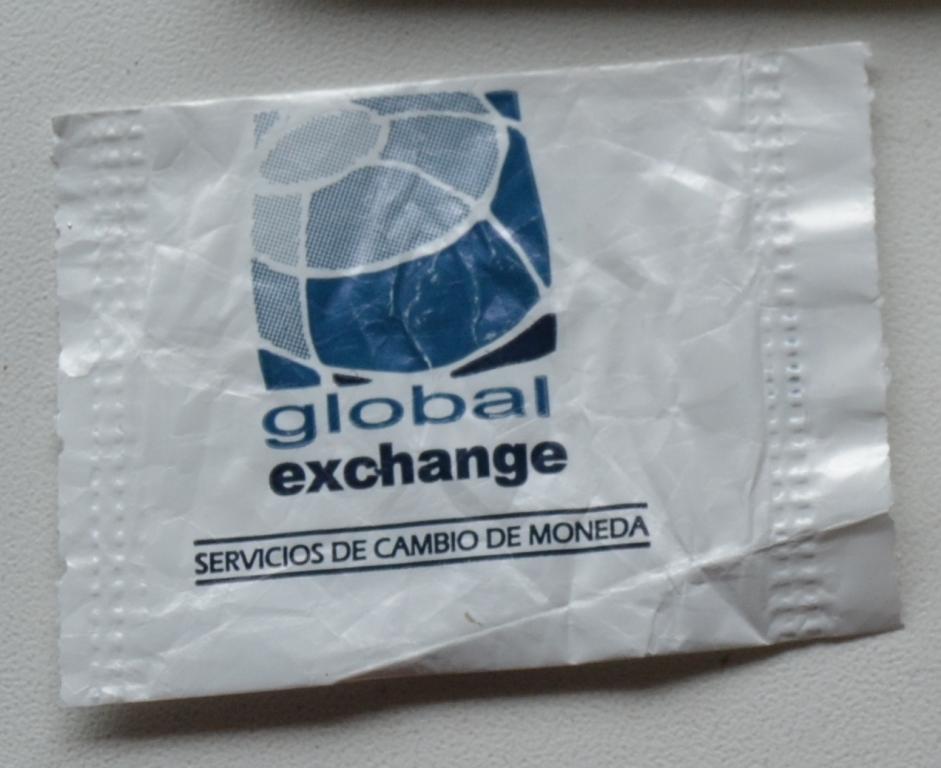 global
exchange
SERVICIOS DE CAMBIO DE MONEDA